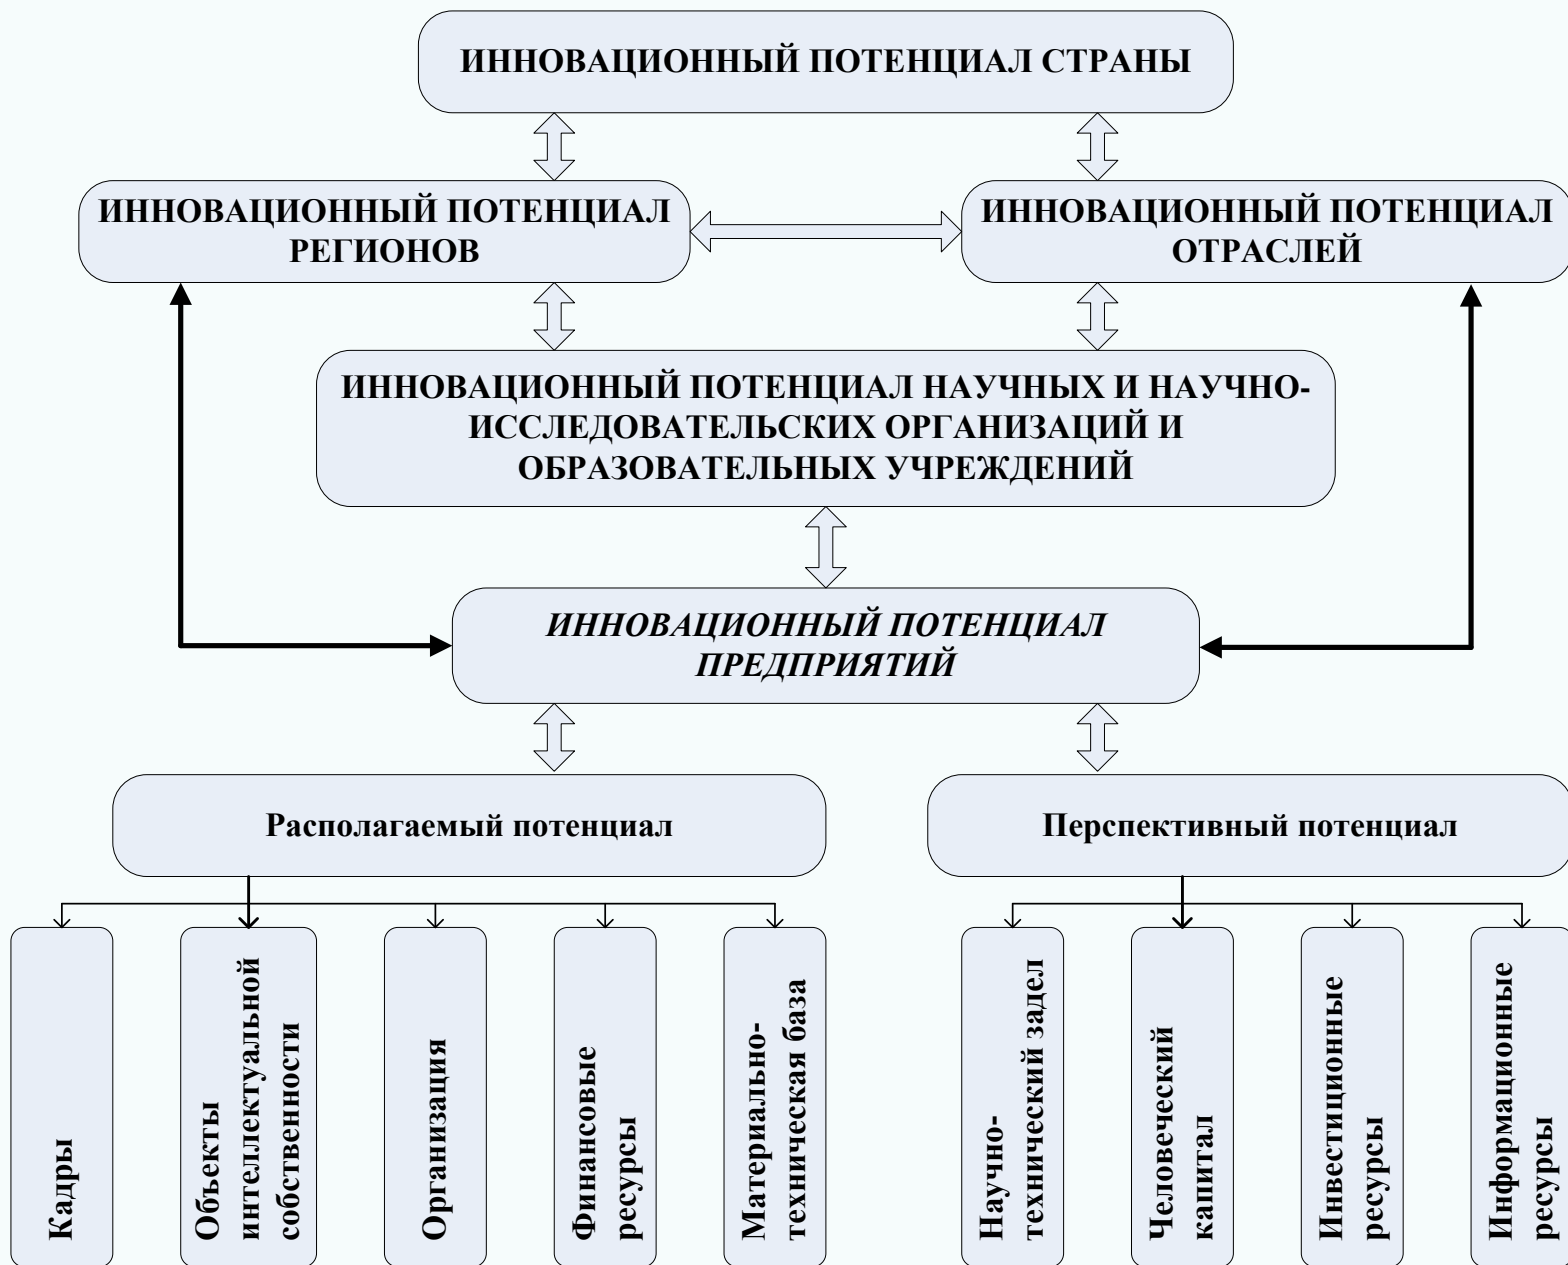 ИННОВАЦИОННЫЙ ПОТЕНЦИАЛ СТРАНЫ
ИННОВАЦИОННЫЙ ПОТЕНЦИАЛ
РЕГИОНОВ
ИННОВАЦИОННЫЙ ПОТЕНЦИАЛ
ОТРАСЛЕЙ
ИННОВАЦИОННЫЙ ПОТЕНЦИАЛ НАУЧНЫХ И НАУЧНО-
ИССЛЕДОВАТЕЛЬСКИХ ОРГАНИЗАЦИЙ И
ОБРАЗОВАТЕЛЬНЫХ УЧРЕЖДЕНИЙ
ИННОВАЦИОННЫЙ ПОТЕНЦИАЛ
ПРЕДПРИЯТИЙ
Располагаемый потенциал
Перспективный потенциал
Кадры
Объекты
интеллектуальной
собственности
Организация
Финансовые
ресурсы
Материально-
техническая база
Научно-
технический задел
Человеческий
капитал
Инвестиционные
ресурсы
Информационные
ресурсы